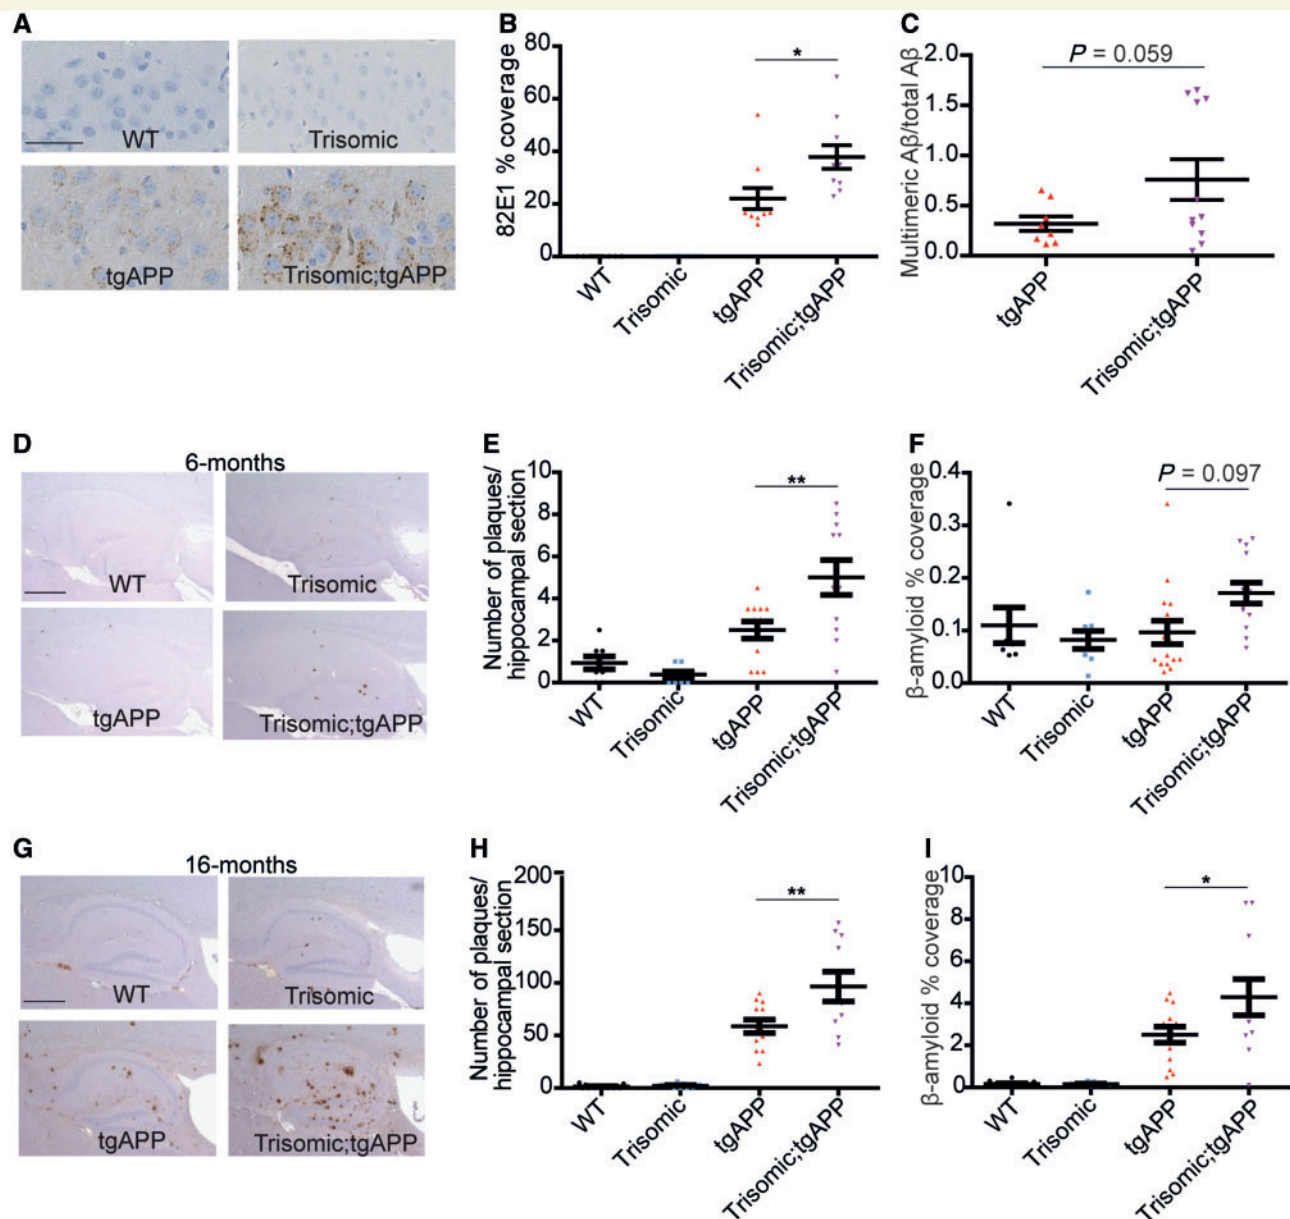 A
WT
Trisomic
tgAPP
Trisomic;tgAPP
B
82E1 % coverage
80
60
40
20
0
*
WT
Trisomic
tgAPP
Trisomic;tgAPP
C
Multimeric Aβ/total Aβ
2.0
1.5
1.0
0.5
0.0
P = 0.059
tgAPP
Trisomic;tgAPP
D
6-months
WT
Trisomic
tgAPP
Trisomic;tgAPP
E
Number of plaques/
hippocampal section
10
8
6
4
2
0
**
WT
Trisomic
tgAPP
Trisomic;tgAPP
F
β-amyloid % coverage
0.4
0.3
0.2
0.1
0.0
P = 0.097
WT
Trisomic
tgAPP
Trisomic;tgAPP
G
16-months
WT
Trisomic
tgAPP
Trisomic;tgAPP
H
Number of plaques/
hippocampal section
200
150
100
50
0
**
WT
Trisomic
tgAPP
Trisomic;tgAPP
I
β-amyloid % coverage
10
8
6
4
2
0
*
WT
Trisomic
tgAPP
Trisomic;tgAPP